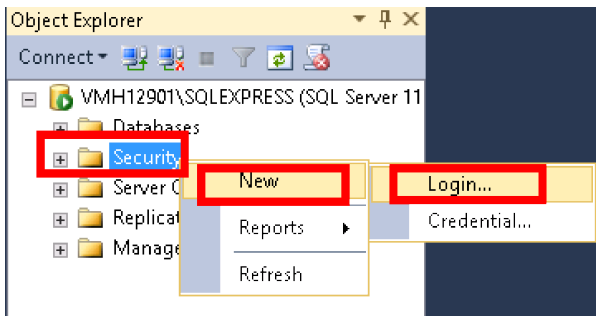 Object Explorer
Connect
VMH12901\SQLEXPRESS (SQL Server 11
Databases
Security
New
Login...
Server
Replicat
Reports
Credential...
Manage
Refresh